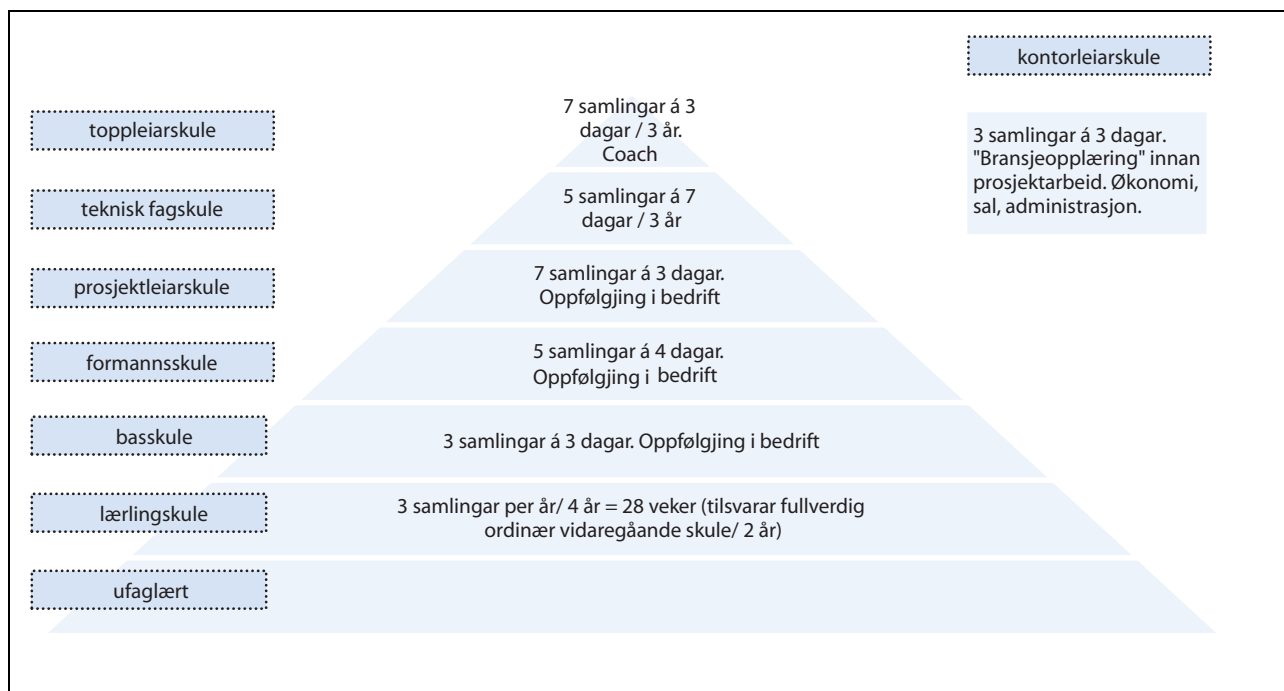 kontorleiarskule
3 samlingar á 3 dagar.
"Bransjeopplæring" innan
prosjektarbeid. Økonomi,
sal, administrasjon.
toppleiarskule
7 samlingar á 3
dagar / 3 år.
Coach
teknisk fagskule
5 samlingar á 7
dagar / 3 år
prosjektleiarskule
7 samlingar á 3 dagar.
Oppfølgjing i bedrift
formannsskule
5 samlingar á 4 dagar.
Oppfølgjing i bedrift
basskule
3 samlingar á 3 dagar. Oppfølgjing i bedrift
lærlingskule
3 samlingar per år/ 4 år = 28 veker (tilsvarar fullverdig
ordinær vidaregåande skule/ 2 år)
ufaglært